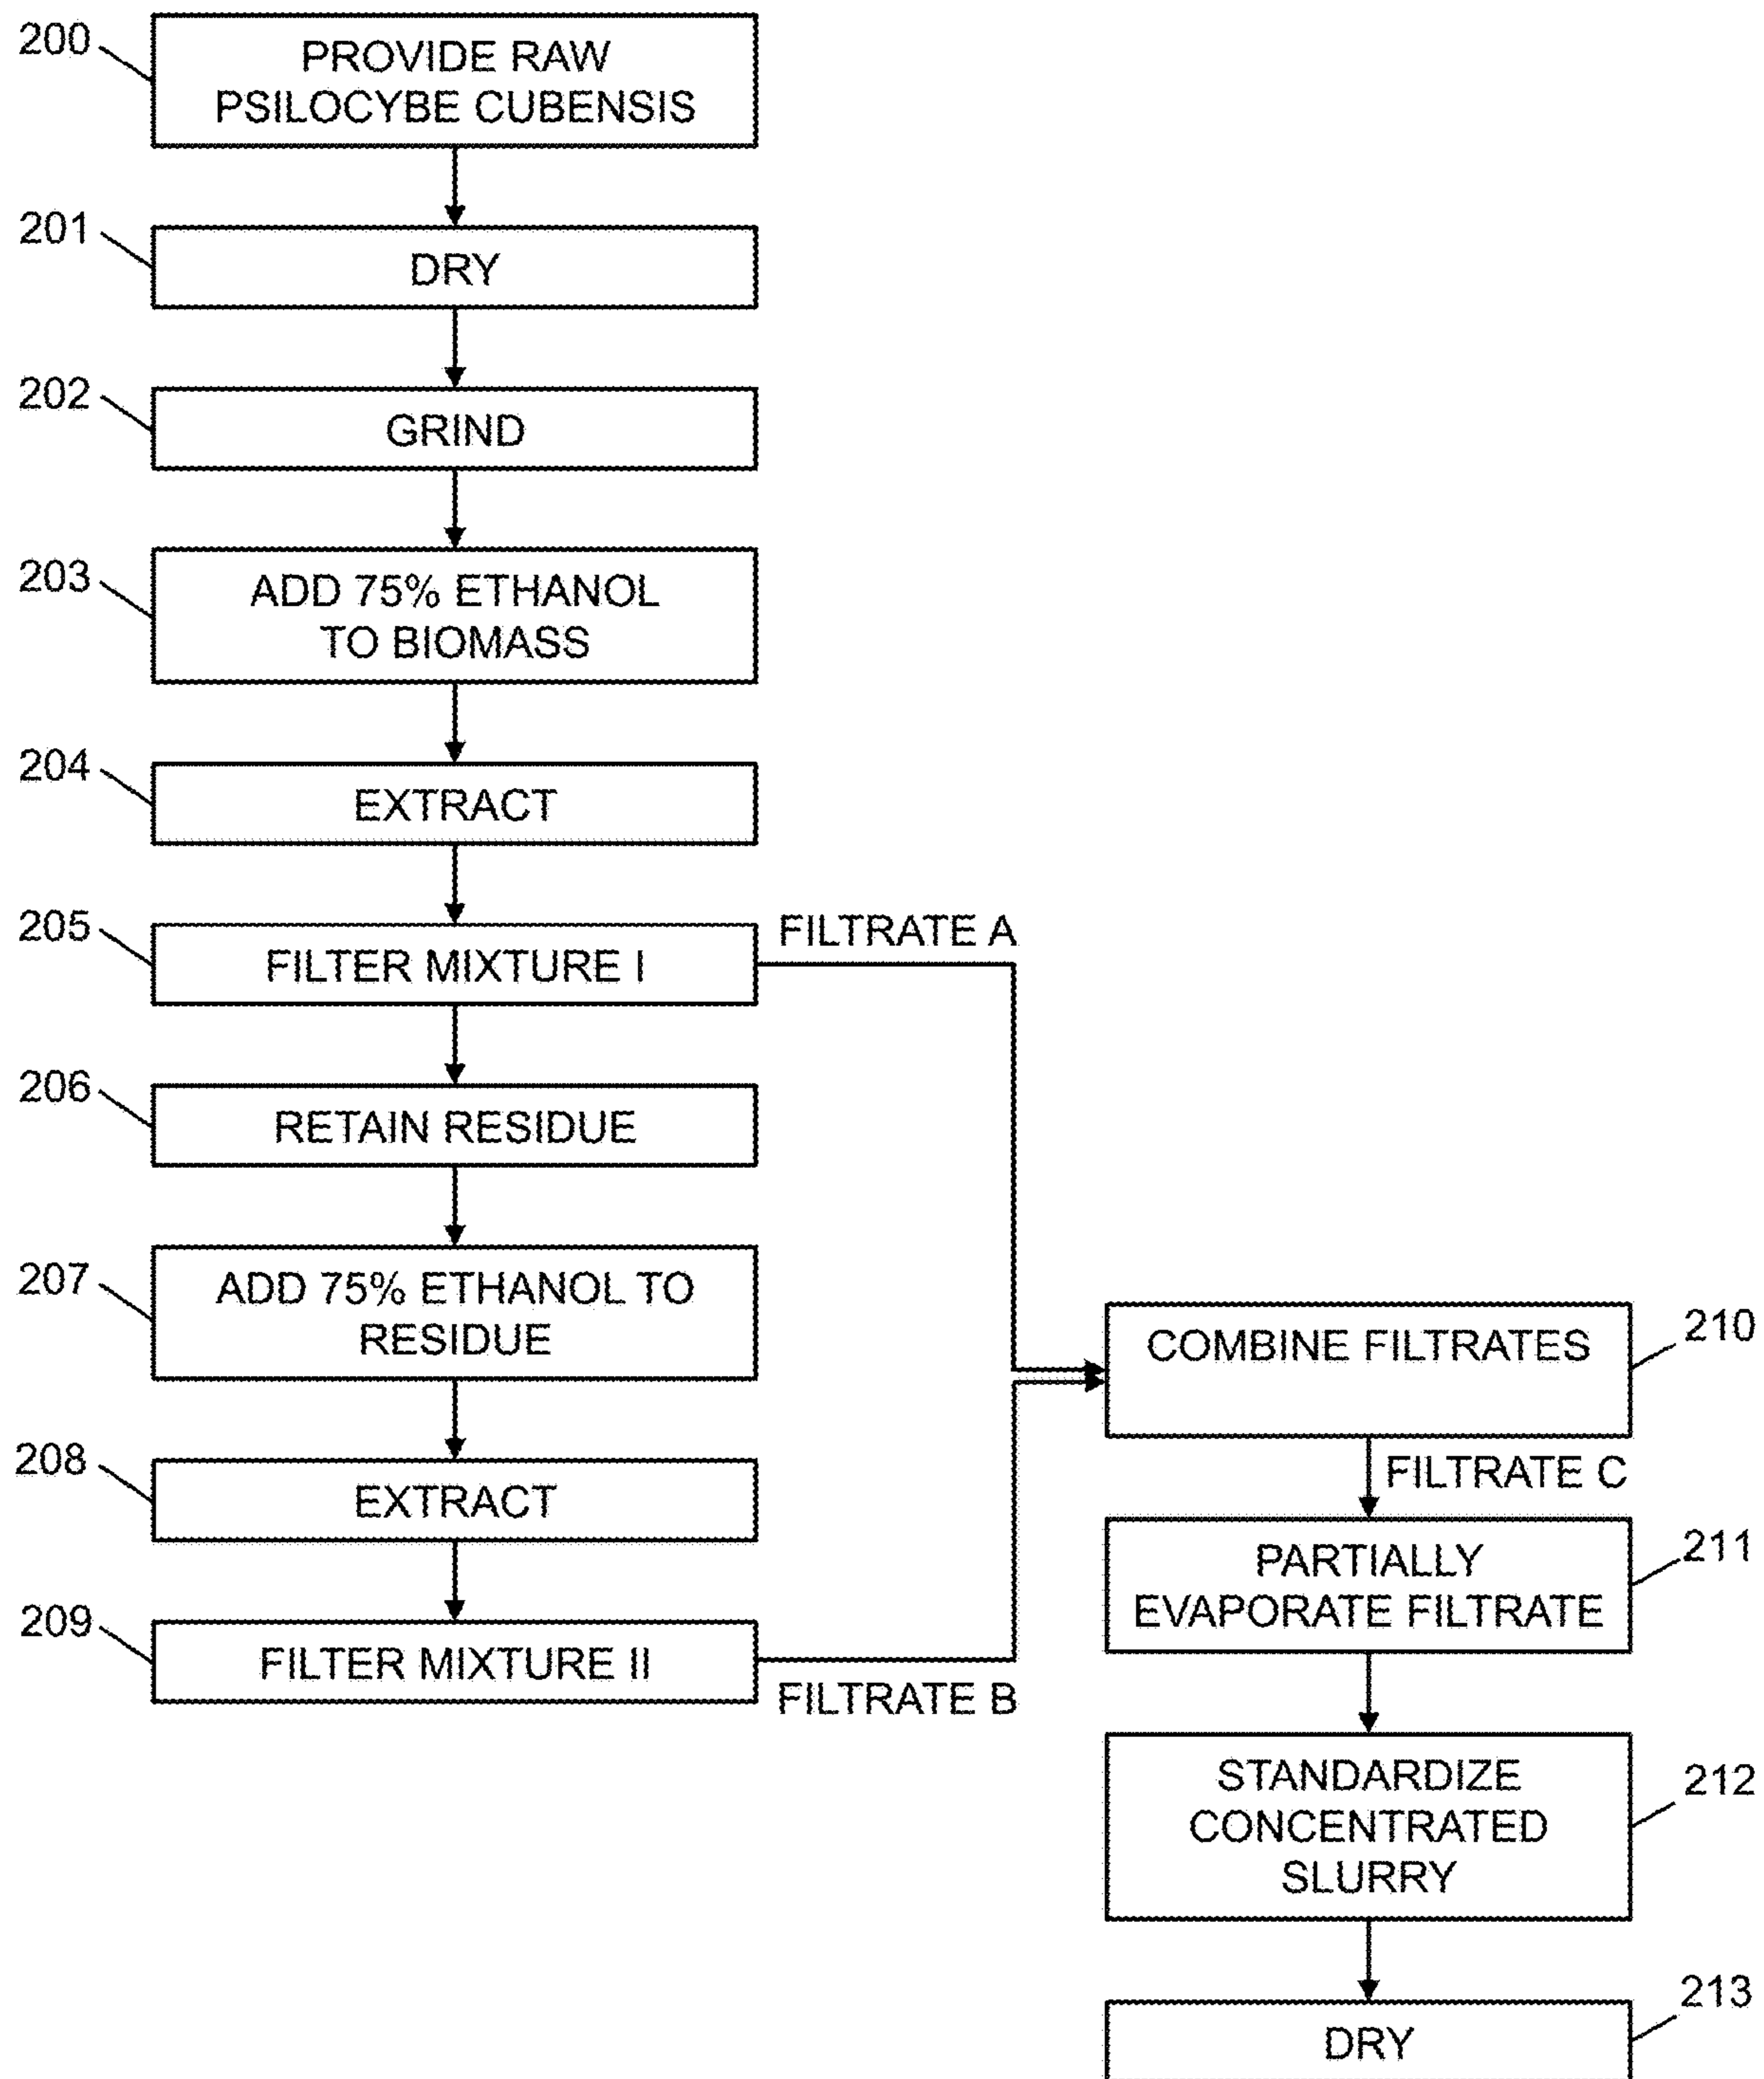 200
PROVIDE RAW
PSILOCYBE CUBENSIS
201
DRY
202
GRIND
203
ADD 75% ETHANOL
TO BIOMASS
204
EXTRACT
205
FILTER MIXTURE I
FILTRATE A
206
RETAIN RESIDUE
207
ADD 75% ETHANOL TO
RESIDUE
208
EXTRACT
209
FILTER MIXTURE II
FILTRATE B
COMBINE FILTRATES
210
FILTRATE C
PARTIALLY
EVAPORATE FILTRATE
211
STANDARDIZE
CONCENTRATED
SLURRY
212
DRY
213